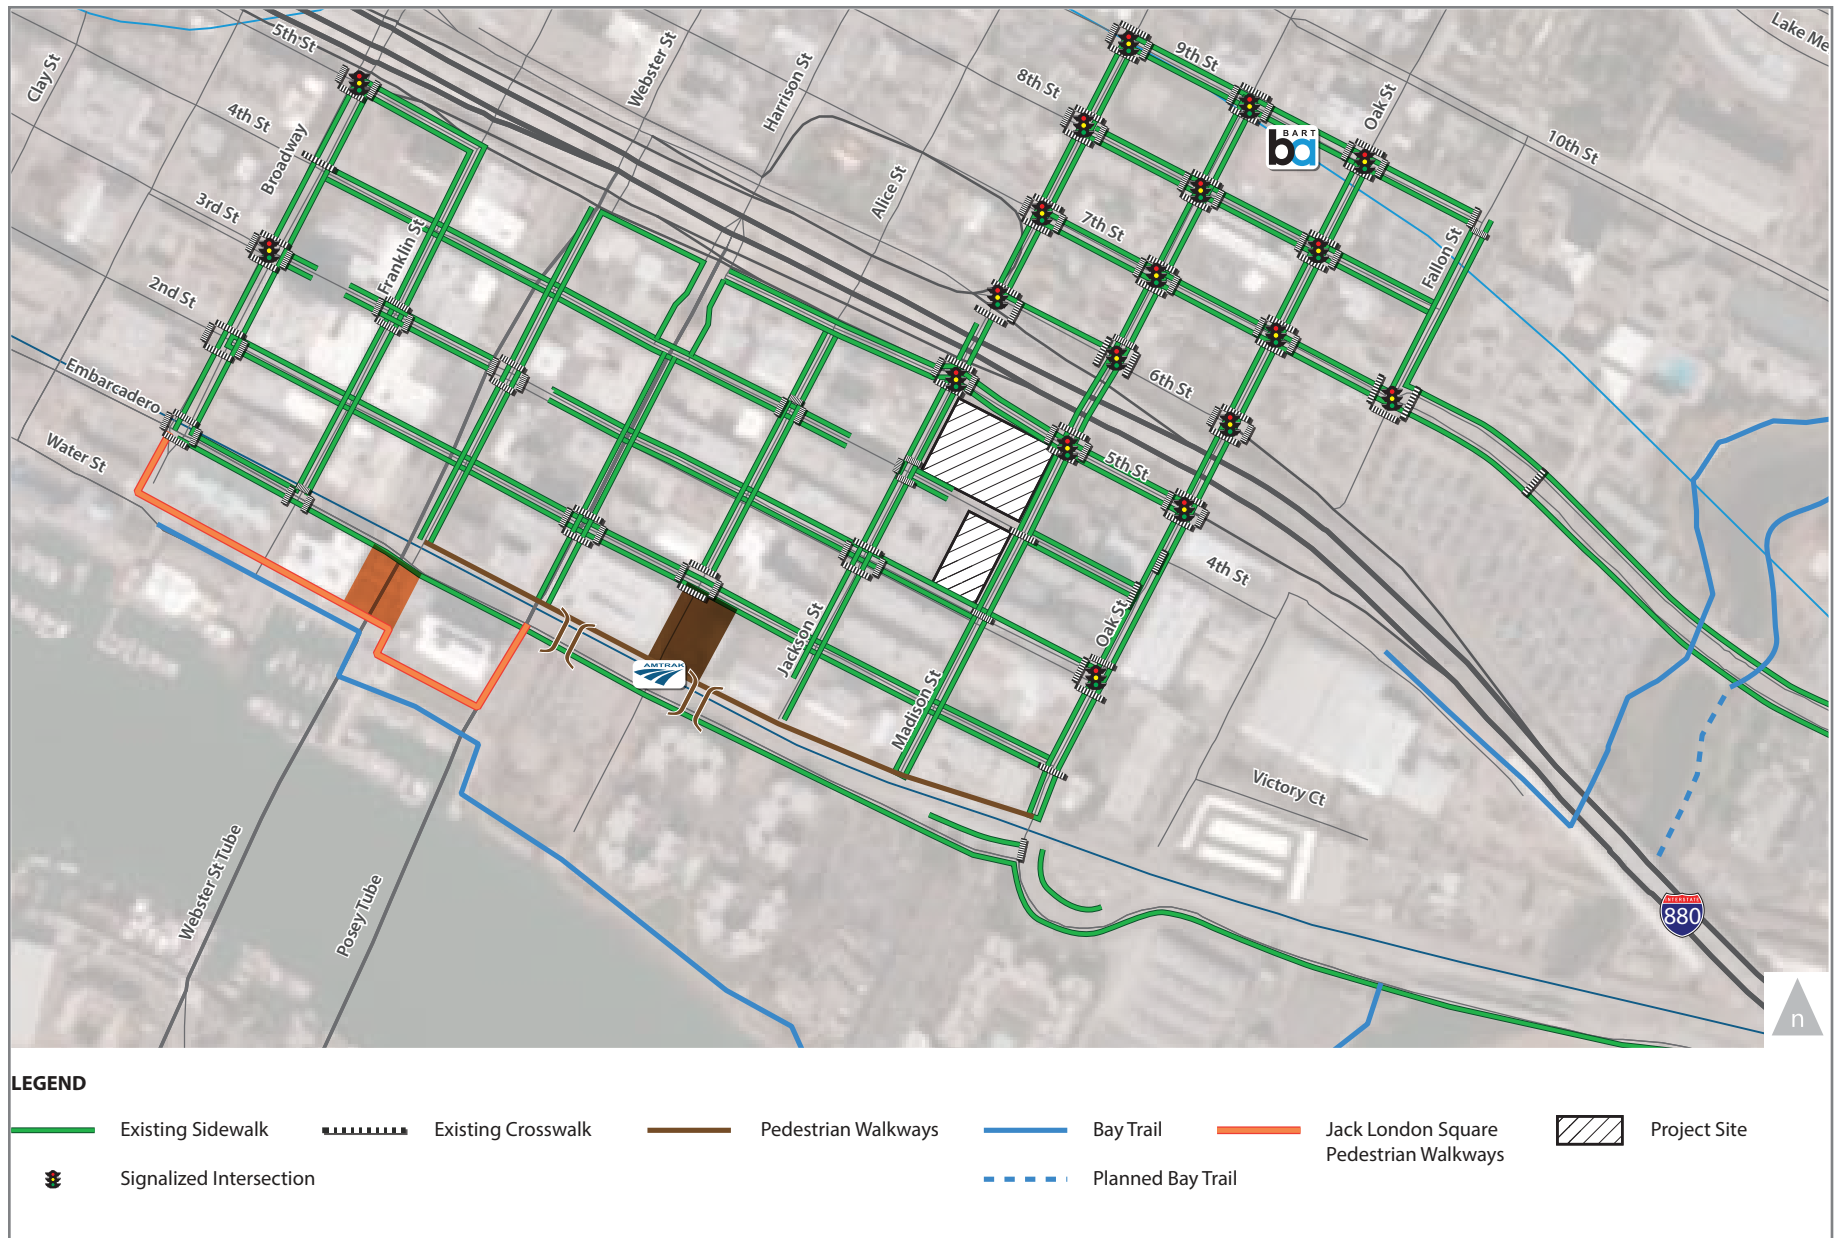 5th St
Clay St
4th St
Broadway
3rd St
Franklin St
2nd St
Embarcadero
Water St
Webster St
Harrison St
Alice St
8th St
9th St
Oak St
10th St
Lake Me
BART
ba
7th St
Fallon St
6th St
5th St
4th St
Oak St
Jackson St
Madison St
AMTRAK
Victory Ct
Webster St Tube
Posey Tube
INTERSTATE
880
n
LEGEND
Existing Sidewalk
Existing Crosswalk
Pedestrian Walkways
Bay Trail
Jack London Square
Pedestrian Walkways
Project Site
Signalized Intersection
Planned Bay Trail